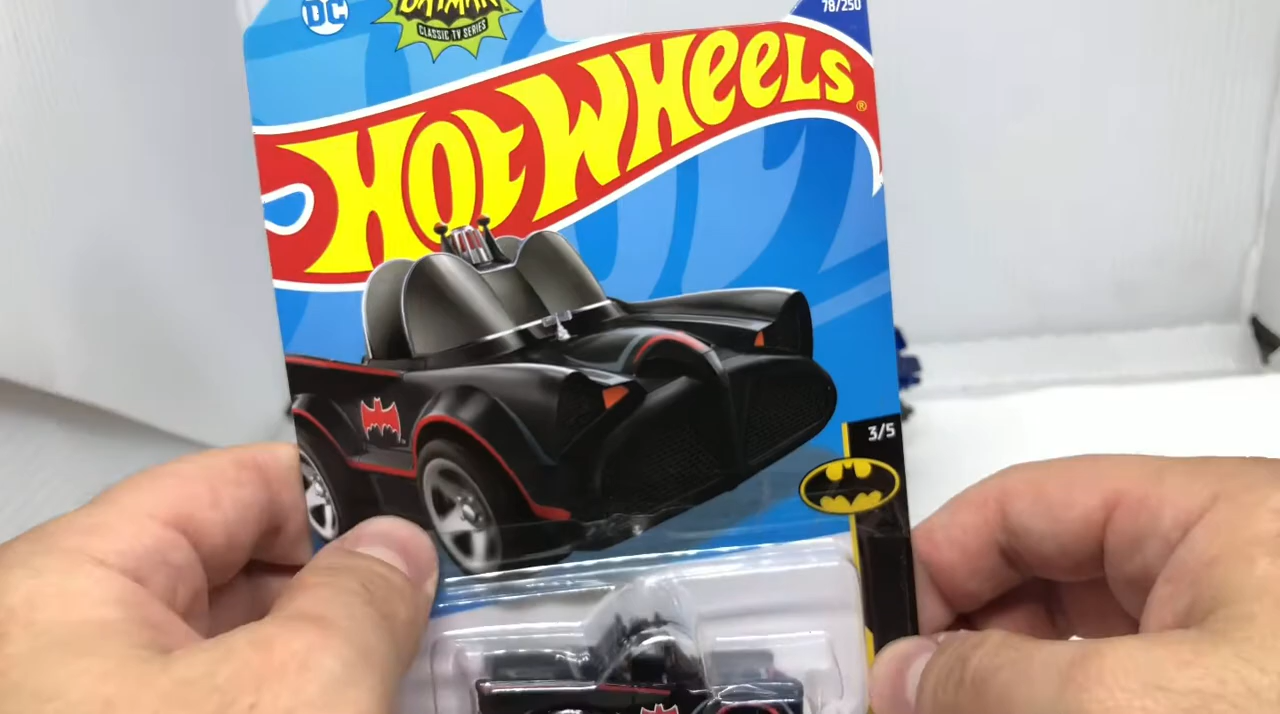 DC
BATMAN
CLASSIC TV SERIES
78/250
HOT WHEELS®
3/5